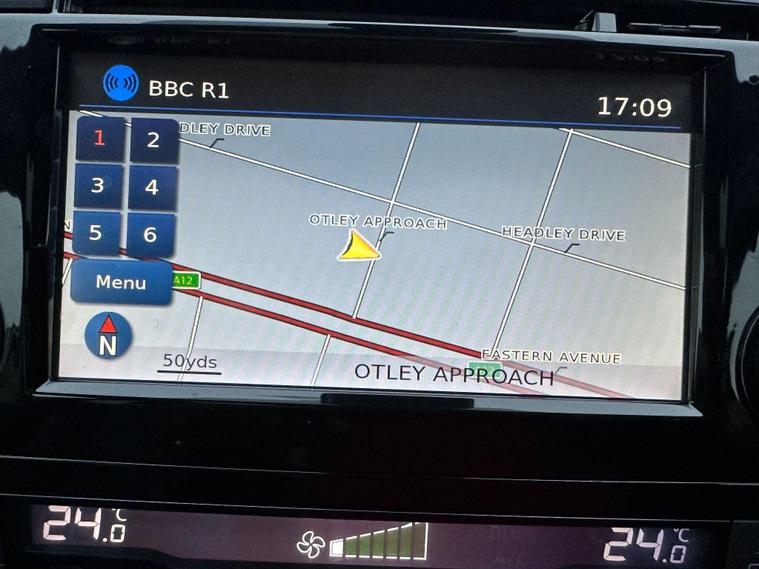 BBC R1
17:09
1
2
DLEY DRIVE
3
4
OTLEY APPROACH
5
6
HEADLEY DRIVE
Menu
A12
N
50yds
EASTERN AVENUE
OTLEY APPROACH
24.0 °C
24.0 °C